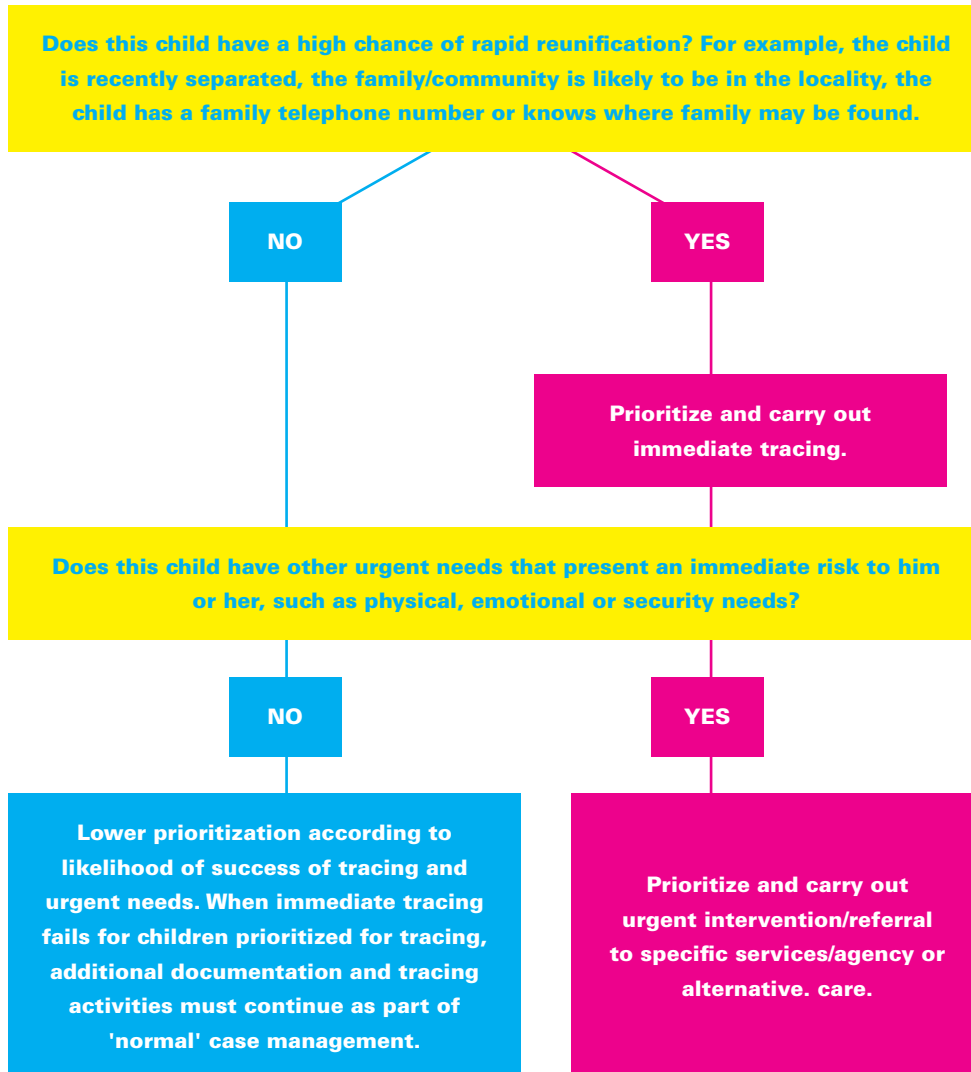 Does this child have a high chance of rapid reunification? For example, the child
is recently separated, the family/community is likely to be in the locality, the
child has a family telephone number or knows where family may be found.
NO
YES
Prioritize and carry out
immediate tracing.
Does this child have other urgent needs that present an immediate risk to him
or her, such as physical, emotional or security needs?
NO
YES
Lower prioritization according to
likelihood of success of tracing and
urgent needs. When immediate tracing
fails for children prioritized for tracing,
additional documentation and tracing
activities must continue as part of
'normal' case management.
Prioritize and carry out
urgent intervention/referral
to specific services/agency or
alternative. care.